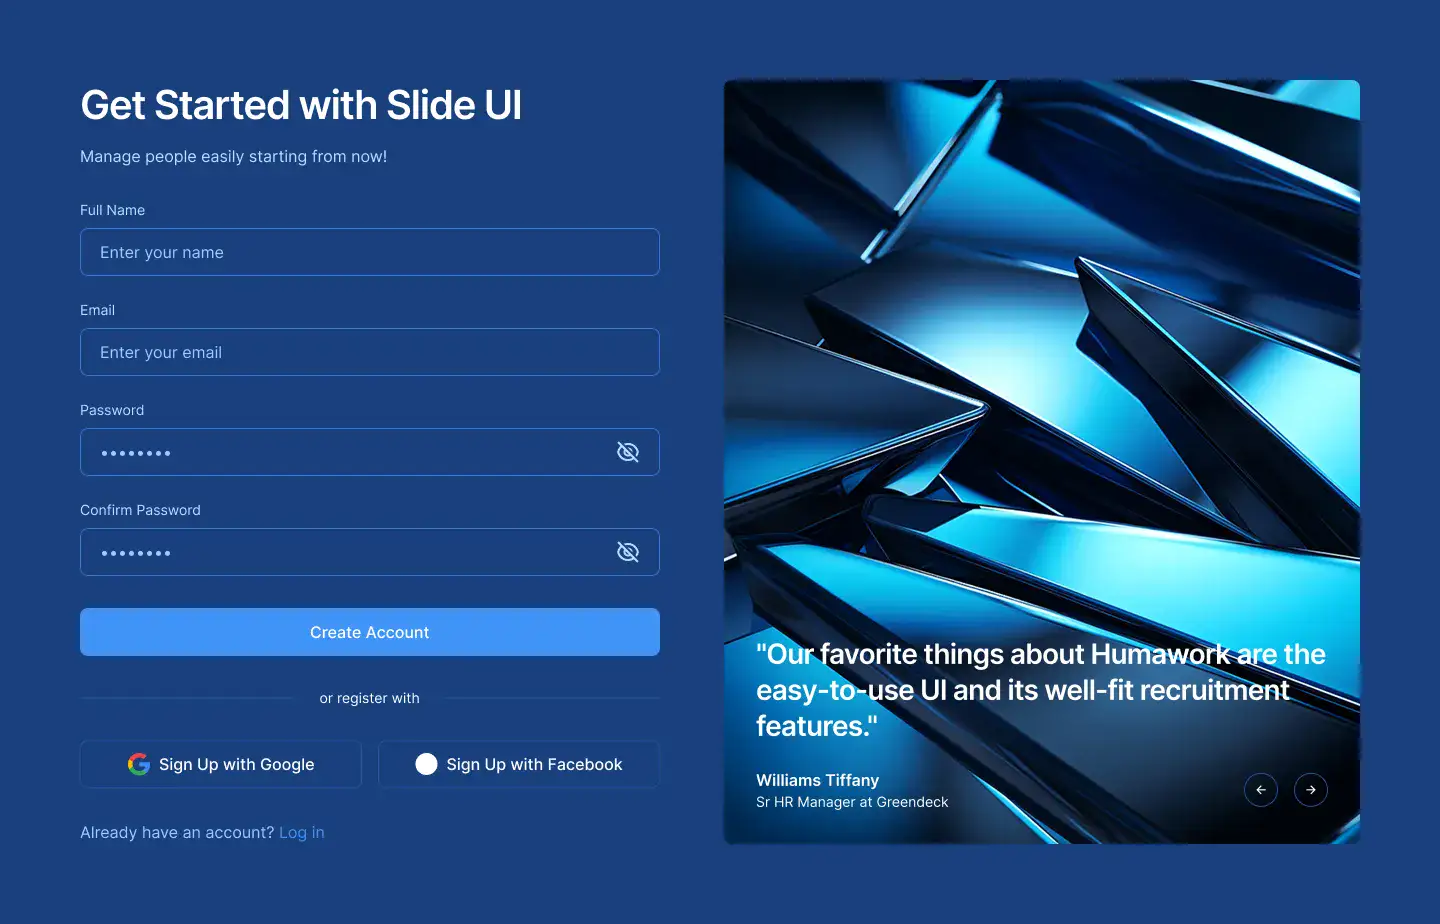 Get Started with Slide UI
Manage people easily starting from now!
Full Name
Enter your name
Email
Enter your email
Password
••••••••
Confirm Password
••••••••
Create Account
or register with
Sign Up with Google
Sign Up with Facebook
Already have an account? Log in
"Our favorite things about Humawork are the
easy-to-use UI and its well-fit recruitment
features."
Williams Tiffany
Sr HR Manager at Greendeck